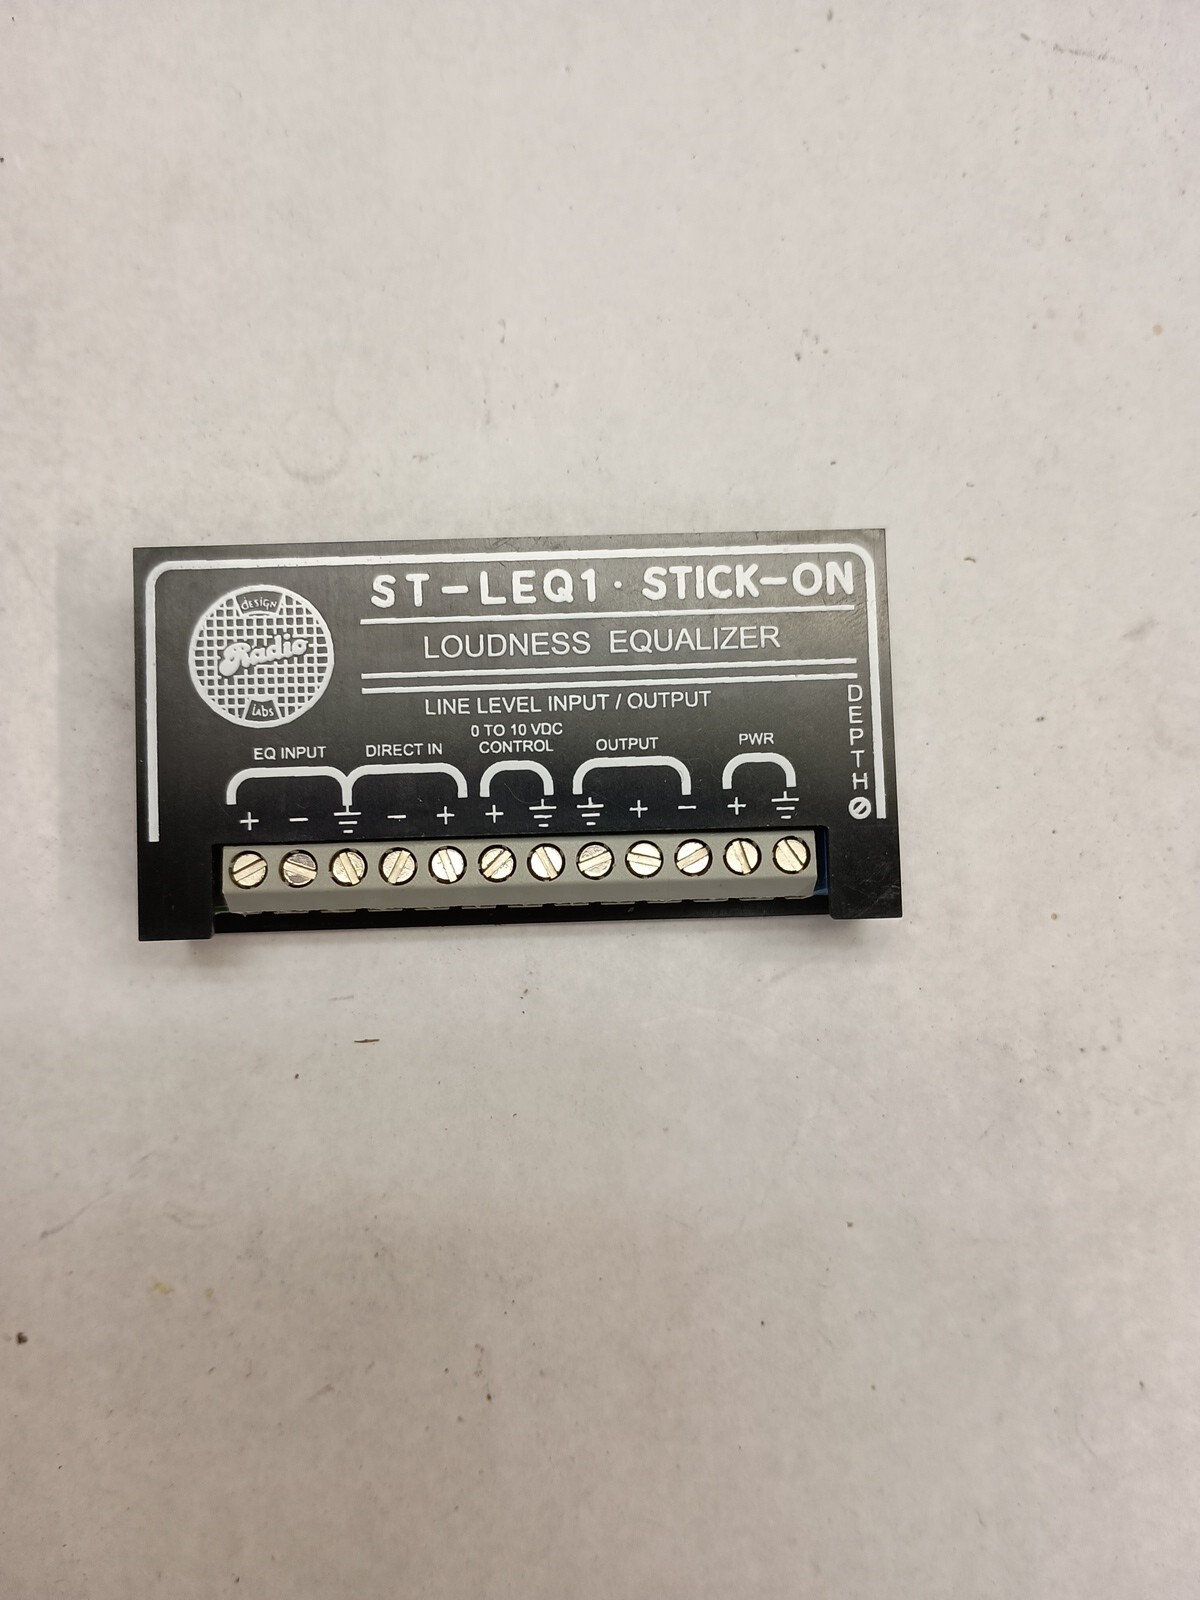 DESIGN
Radio
Labs
ST-LEQ1 · STICK-ON
LOUDNESS EQUALIZER
LINE LEVEL INPUT / OUTPUT
EQ INPUT
DIRECT IN
0 TO 10 VDC
CONTROL
OUTPUT
PWR
+ - ⏚ - + + ⏚ ⏚ + - + ⏚
DEPTH